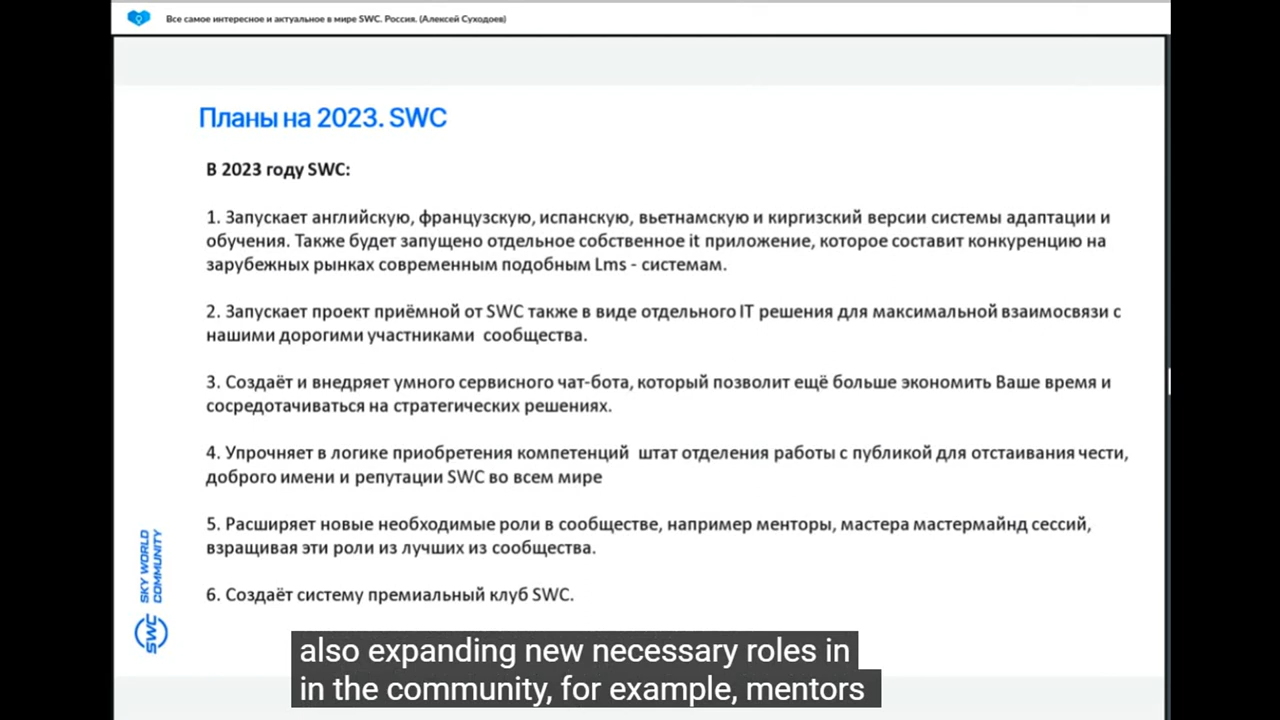 Все самое интересное и актуальное в мире SWC. Россия. (Алексей Суходоев)
Планы на 2023. SWC
В 2023 году SWC:
1. Запускает английскую, французскую, испанскую, вьетнамскую и киргизский версии системы адаптации и
обучения. Также будет запущено отдельное собственное it приложение, которое составит конкуренцию на
зарубежных рынках современным подобным Lms - системам.
2. Запускает проект приёмной от SWC также в виде отдельного IT решения для максимальной взаимосвязи с
нашими дорогими участниками сообщества.
3. Создаёт и внедряет умного сервисного чат-бота, который позволит ещё больше экономить Ваше время и
сосредотачиваться на стратегических решениях.
4. Упрочняет в логике приобретения компетенций штат отделения работы с публикой для отстаивания чести,
доброго имени и репутации SWC во всем мире
5. Расширяет новые необходимые роли в сообществе, например менторы, мастера мастермайнд сессий,
взращивая эти роли из лучших из сообщества.
6. Создаёт систему премиальный клуб SWC.
SWC
SKY WORLD
COMMUNITY
also expanding new necessary roles in
in the community, for example, mentors